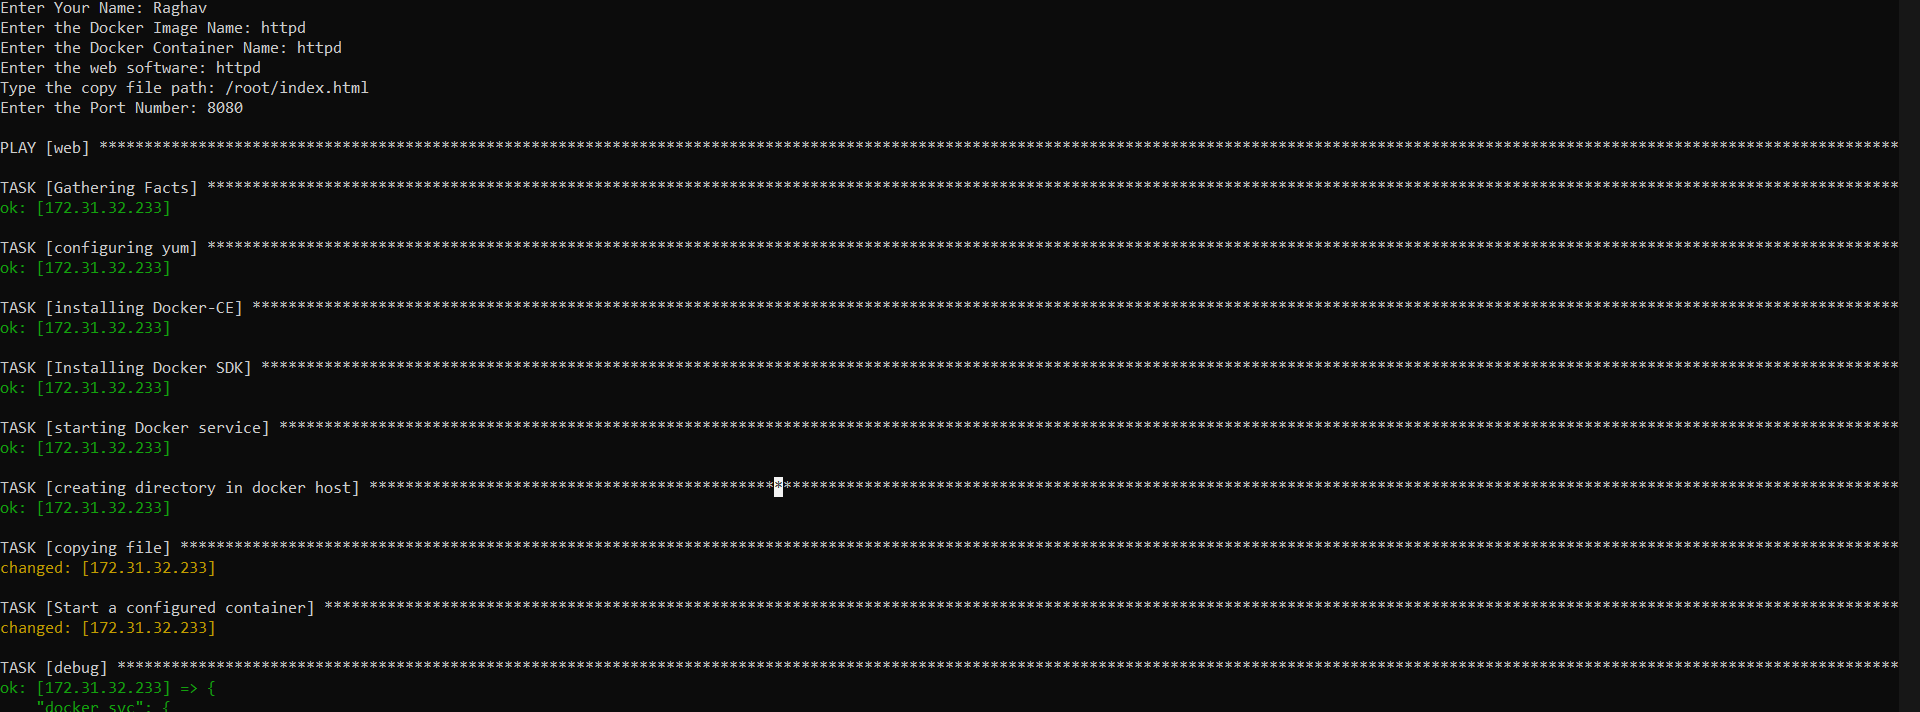 Enter Your Name: Raghav
Enter the Docker Image Name: httpd
Enter the Docker Container Name: httpd
Enter the web software: httpd
Type the copy file path: /root/index.html
Enter the Port Number: 8080
PLAY [web] ****************************************************************************************************************************************************************************************************
TASK [Gathering Facts] ****************************************************************************************************************************************************************************************
ok: [172.31.32.233]
TASK [configuring yum] ****************************************************************************************************************************************************************************************
ok: [172.31.32.233]
TASK [installing Docker-CE] ***********************************************************************************************************************************************************************************
ok: [172.31.32.233]
TASK [Installing Docker SDK] **********************************************************************************************************************************************************************************
ok: [172.31.32.233]
TASK [starting Docker service] ********************************************************************************************************************************************************************************
ok: [172.31.32.233]
TASK [creating directory in docker host] **********************************************************************************************************************************************************************
ok: [172.31.32.233]
TASK [copying file] *******************************************************************************************************************************************************************************************
changed: [172.31.32.233]
TASK [Start a configured container] ***************************************************************************************************************************************************************************
changed: [172.31.32.233]
TASK [debug] **************************************************************************************************************************************************************************************************
ok: [172.31.32.233] => {
"docker_svc": {